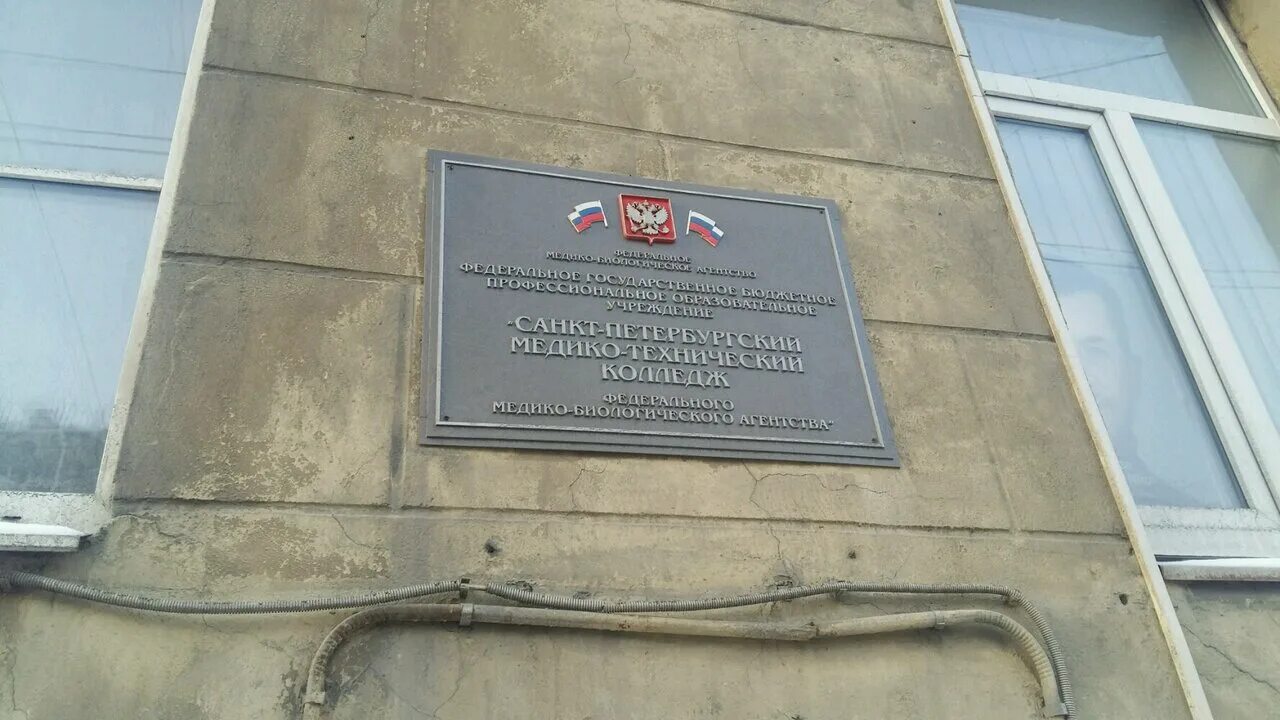 ФЕДЕРАЛЬНОЕ
МЕДИКО-БИОЛОГИЧЕСКОЕ АГЕНТСТВО
ФЕДЕРАЛЬНОЕ ГОСУДАРСТВЕННОЕ БЮДЖЕТНОЕ
ПРОФЕССИОНАЛЬНОЕ ОБРАЗОВАТЕЛЬНОЕ
УЧРЕЖДЕНИЕ
"САНКТ-ПЕТЕРБУРГСКИЙ
МЕДИКО-ТЕХНИЧЕСКИЙ
КОЛЛЕДЖ
ФЕДЕРАЛЬНОГО
МЕДИКО-БИОЛОГИЧЕСКОГО АГЕНТСТВА"